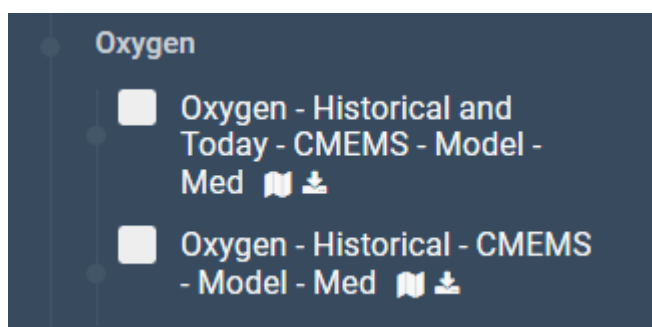 Oxygen
Oxygen - Historical and
Today - CMEMS - Model -
Med
Oxygen - Historical - CMEMS
- Model - Med